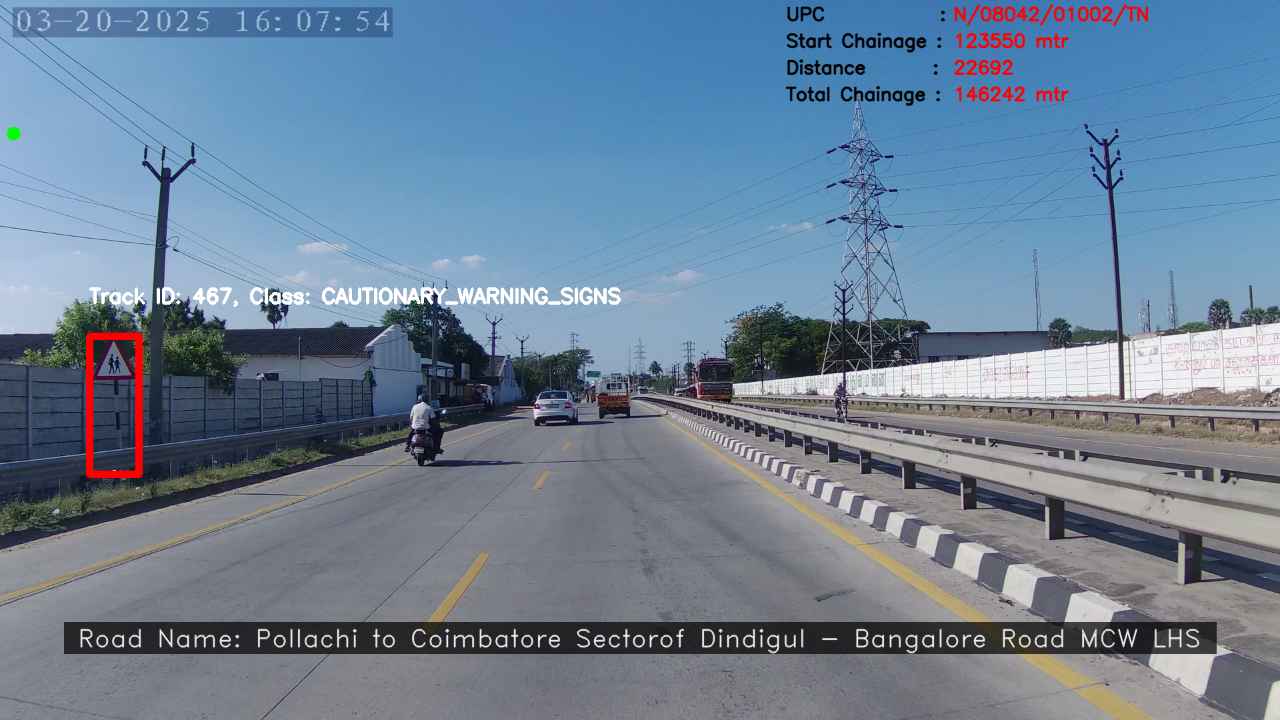 03-20-2025 16:07:54
UPC : N/08042/01002/TN
Start Chainage : 123550 mtr
Distance : 22692
Total Chainage : 146242 mtr
Track ID: 467, Class: CAUTIONARY_WARNING_SIGNS
Road Name: Pollachi to Coimbatore Sectorof Dindigul - Bangalore Road MCW LHS